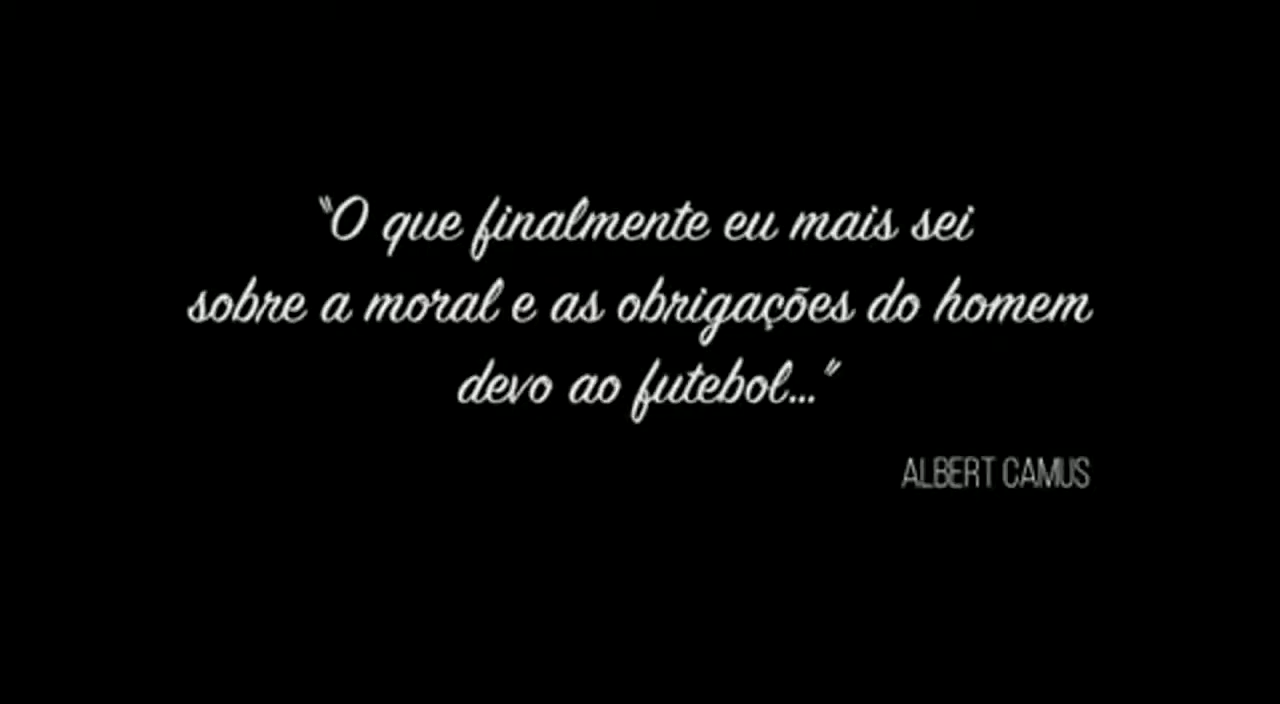 "O que finalmente eu mais sei
sobre a moral e as obrigações do homem
devo ao futebol..."
ALBERT CAMUS